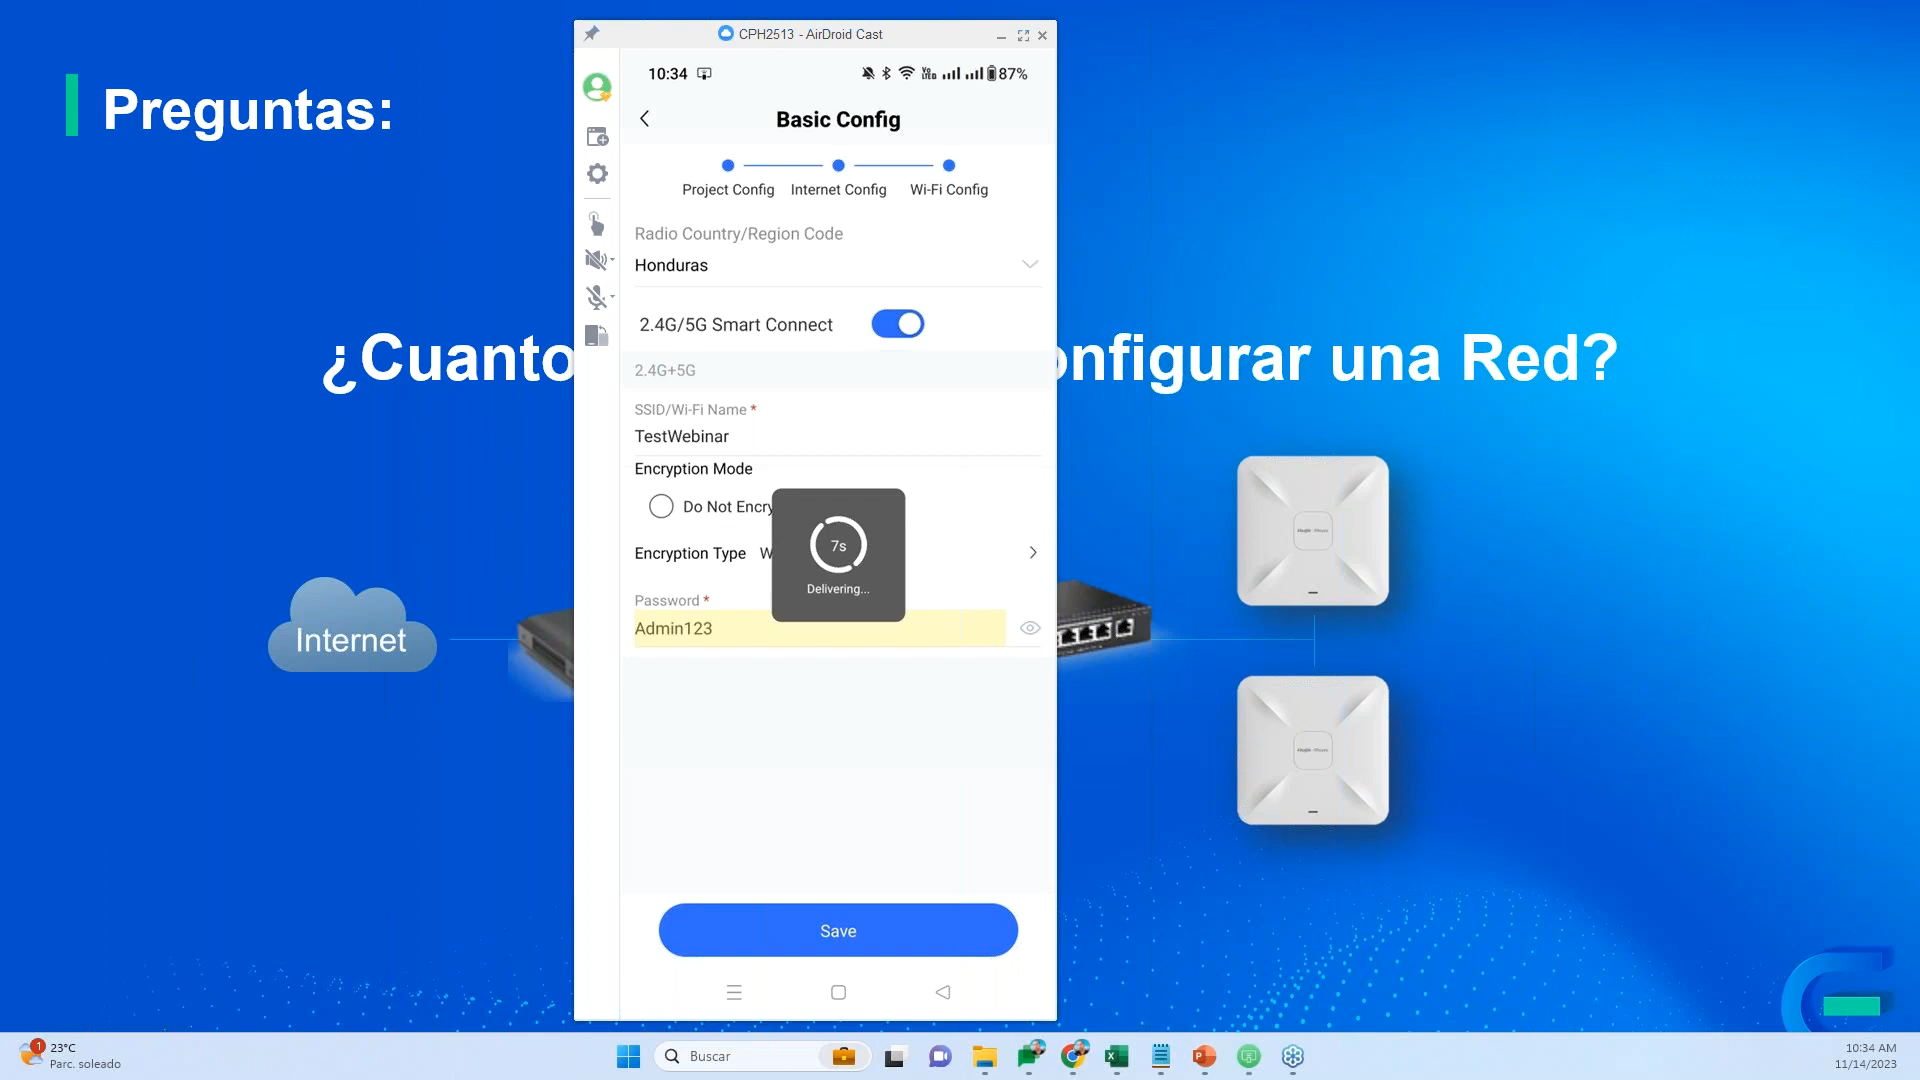 Preguntas:
¿Cuanto
onfigurar una Red?
Internet
CPH2513 - AirDroid Cast
10:34
87%
Basic Config
Project Config
Internet Config
Wi-Fi Config
Radio Country/Region Code
Honduras
2.4G/5G Smart Connect
2.4G+5G
SSID/Wi-Fi Name *
TestWebinar
Encryption Mode
Do Not Encry
Encryption Type W
7s
Delivering...
Password *
Admin123
Save
1
23°C
Parc. soleado
Buscar
10:34 AM
11/14/2023